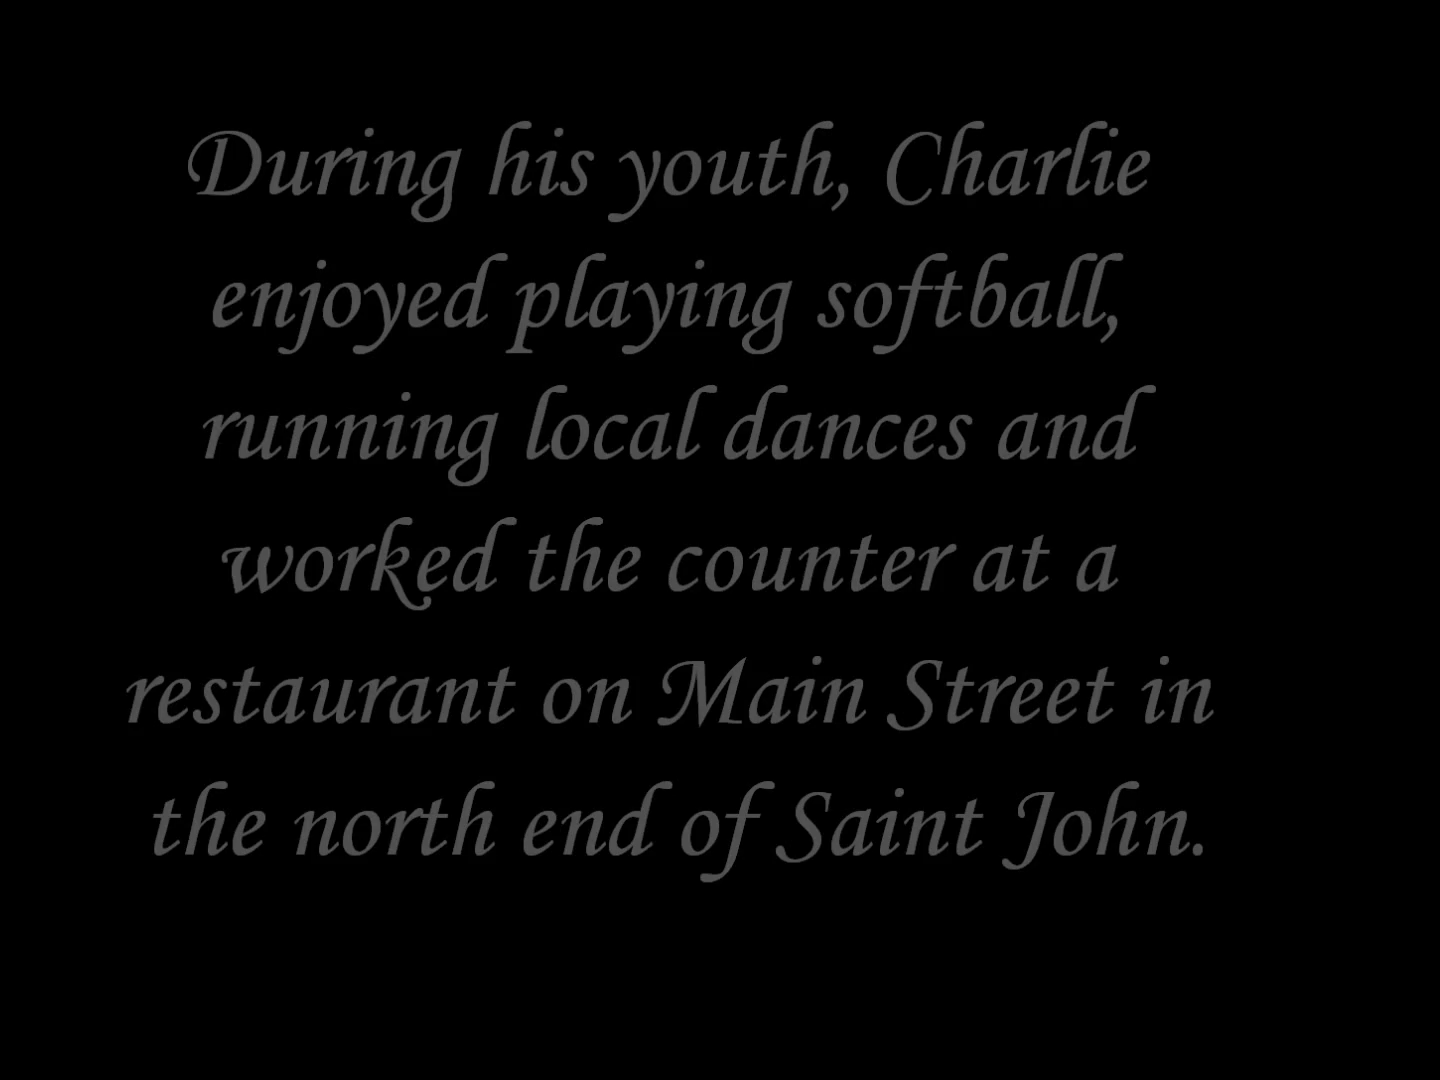 During his youth, Charlie
enjoyed playing softball,
running local dances and
worked the counter at a
restaurant on Main Street in
the north end of Saint John.